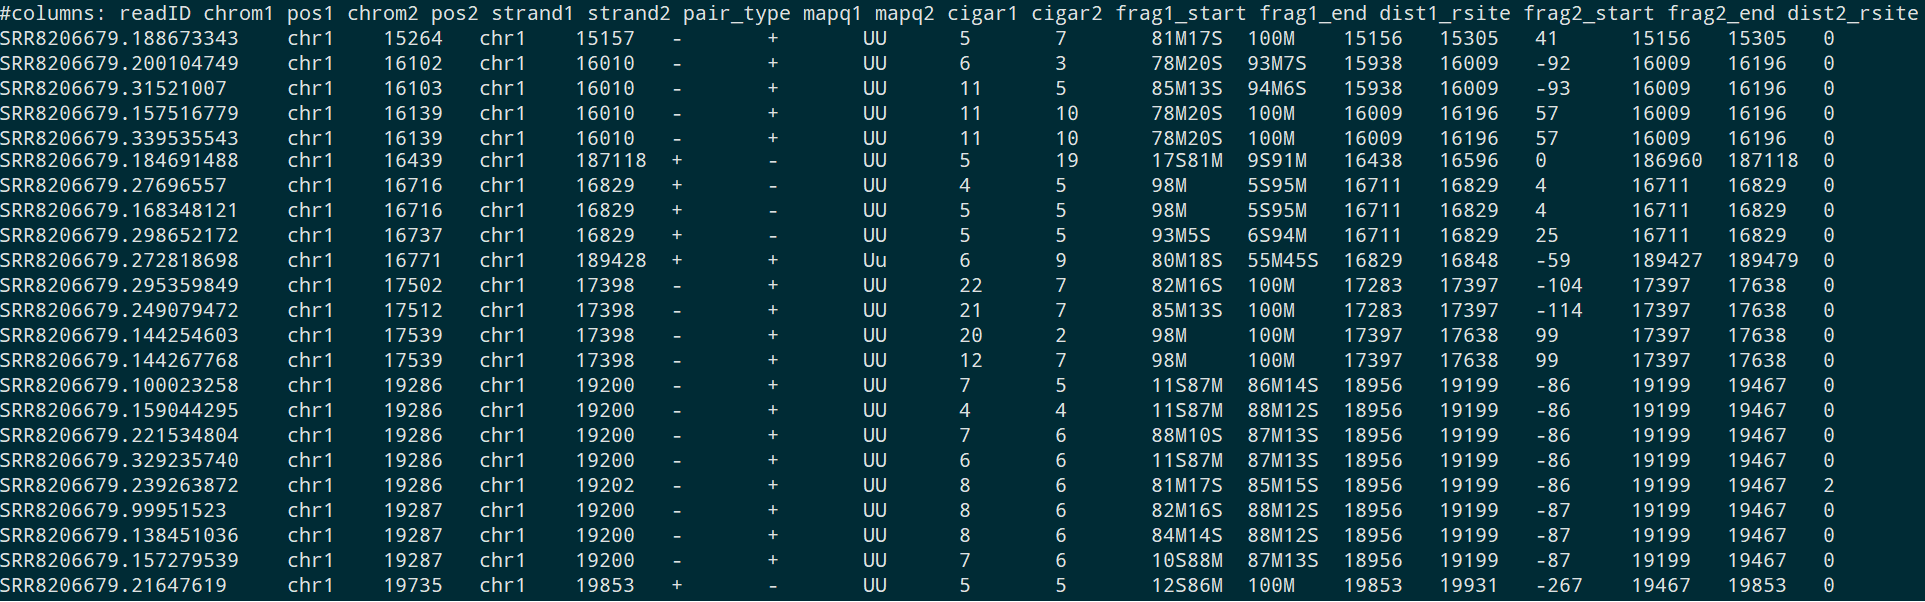 #columns: readID chrom1 pos1 chrom2 pos2 strand1 strand2 pair_type mapq1 mapq2 cigar1 cigar2 frag1_start frag1_end dist1_rsite frag2_start frag2_end dist2_rsite
SRR8206679.188673343 chr1 15264 chr1 15157 - + UU 5 7 81M17S 100M 15156 15305 41 15156 15305 0
SRR8206679.200104749 chr1 16102 chr1 16010 - + UU 6 3 78M20S 93M7S 15938 16009 -92 16009 16196 0
SRR8206679.31521007 chr1 16103 chr1 16010 - + UU 11 5 85M13S 94M6S 15938 16009 -93 16009 16196 0
SRR8206679.157516779 chr1 16139 chr1 16010 - + UU 11 10 78M20S 100M 16009 16196 57 16009 16196 0
SRR8206679.339535543 chr1 16139 chr1 16010 - + UU 11 10 78M20S 100M 16009 16196 57 16009 16196 0
SRR8206679.184691488 chr1 16439 chr1 187118 + - UU 5 19 17S81M 9S91M 16438 16596 0 186960 187118 0
SRR8206679.27696557 chr1 16716 chr1 16829 + - UU 4 5 98M 5S95M 16711 16829 4 16711 16829 0
SRR8206679.168348121 chr1 16716 chr1 16829 + - UU 5 5 98M 5S95M 16711 16829 4 16711 16829 0
SRR8206679.298652172 chr1 16737 chr1 16829 + - UU 5 5 93M5S 6S94M 16711 16829 25 16711 16829 0
SRR8206679.272818698 chr1 16771 chr1 189428 + + Uu 6 9 80M18S 55M45S 16829 16848 -59 189427 189479 0
SRR8206679.295359849 chr1 17502 chr1 17398 - + UU 22 7 82M16S 100M 17283 17397 -104 17397 17638 0
SRR8206679.249079472 chr1 17512 chr1 17398 - + UU 21 7 85M13S 100M 17283 17397 -114 17397 17638 0
SRR8206679.144254603 chr1 17539 chr1 17398 - + UU 20 2 98M 100M 17397 17638 99 17397 17638 0
SRR8206679.144267768 chr1 17539 chr1 17398 - + UU 12 7 98M 100M 17397 17638 99 17397 17638 0
SRR8206679.100023258 chr1 19286 chr1 19200 - + UU 7 5 11S87M 86M14S 18956 19199 -86 19199 19467 0
SRR8206679.159044295 chr1 19286 chr1 19200 - + UU 4 4 11S87M 88M12S 18956 19199 -86 19199 19467 0
SRR8206679.221534804 chr1 19286 chr1 19200 - + UU 7 6 88M10S 87M13S 18956 19199 -86 19199 19467 0
SRR8206679.329235740 chr1 19286 chr1 19200 - + UU 6 6 11S87M 87M13S 18956 19199 -86 19199 19467 0
SRR8206679.239263872 chr1 19286 chr1 19202 - + UU 8 6 81M17S 85M15S 18956 19199 -86 19199 19467 2
SRR8206679.99951523 chr1 19287 chr1 19200 - + UU 8 6 82M16S 88M12S 18956 19199 -87 19199 19467 0
SRR8206679.138451036 chr1 19287 chr1 19200 - + UU 8 6 84M14S 88M12S 18956 19199 -87 19199 19467 0
SRR8206679.157279539 chr1 19287 chr1 19200 - + UU 7 6 10S88M 87M13S 18956 19199 -87 19199 19467 0
SRR8206679.21647619 chr1 19735 chr1 19853 + - UU 5 5 12S86M 100M 19853 19931 -267 19467 19853 0